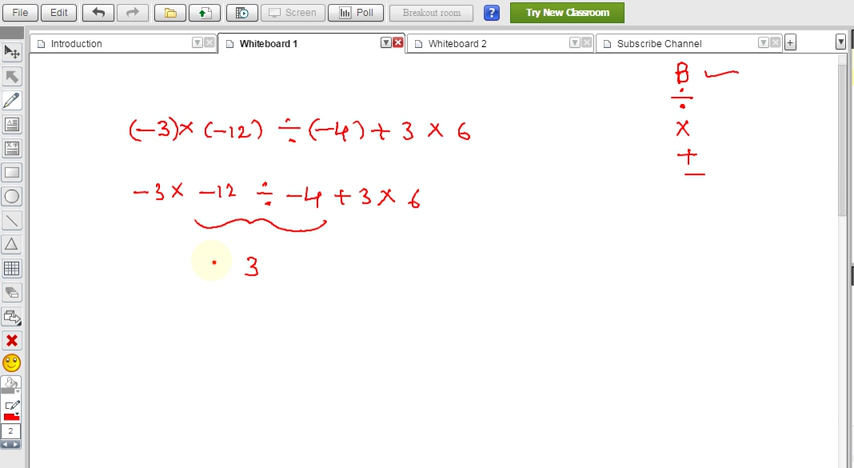 File Edit Screen Poll Breakout room ? Try New Classroom
Introduction Whiteboard 1 Whiteboard 2 Subscribe Channel +
B
÷
×
+
−
(−3)× (−12) ÷ (−4) + 3 × 6
−3 × −12 ÷ −4 + 3 × 6
3
2